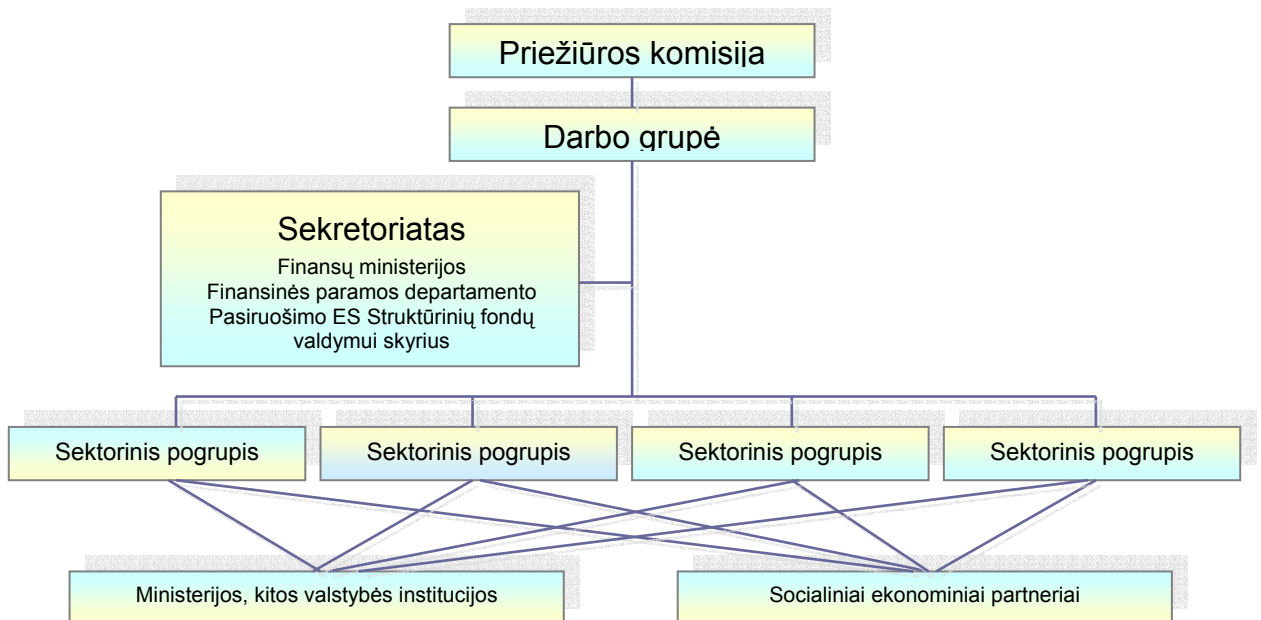 Priežiūros komisija
Darbo grupė
Sekretoriatas
Finansų ministerijos
Finansinės paramos departamento
Pasiruošimo ES Struktūrinių fondų
valdymui skyrius
Sektorinis pogrupis
Sektorinis pogrupis
Sektorinis pogrupis
Sektorinis pogrupis
Ministerijos, kitos valstybės institucijos
Socialiniai ekonominiai partneriai